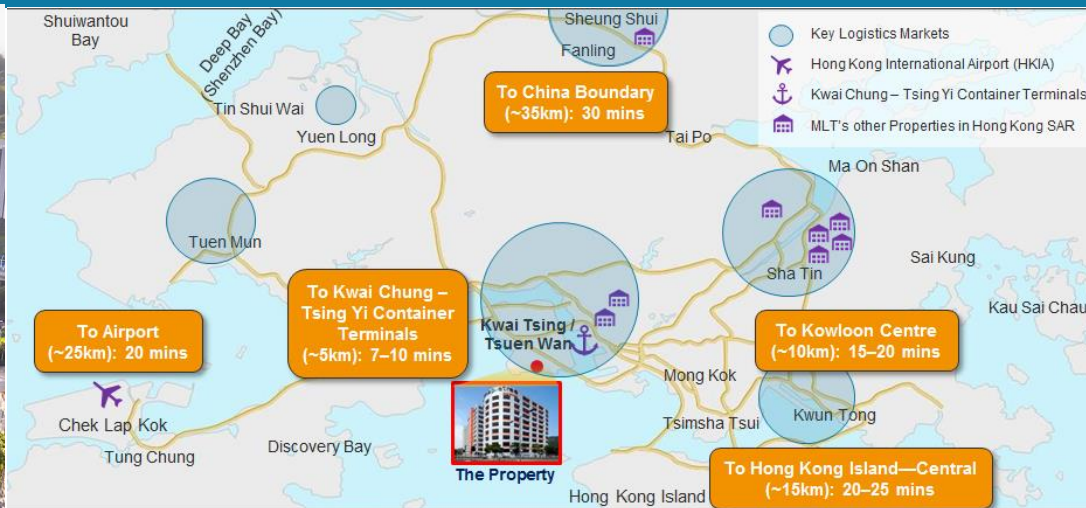 Shuiwantou
Bay
Deep Bay
(Shenzhen Bay)
Sheung Shui
Fanling
Key Logistics Markets
Hong Kong International Airport (HKIA)
Kwai Chung – Tsing Yi Container Terminals
MLT's other Properties in Hong Kong SAR
Tin Shui Wai
Yuen Long
To China Boundary
(~35km): 30 mins
Tai Po
Ma On Shan
Tuen Mun
Sha Tin
Sai Kung
Kau Sai Chau
To Kwai Chung –
Tsing Yi Container
Terminals
(~5km): 7–10 mins
Kwai Tsing /
Tsuen Wan
To Airport
(~25km): 20 mins
To Kowloon Centre
(~10km): 15–20 mins
Mong Kok
Chek Lap Kok
Tung Chung
Discovery Bay
The Property
Tsimsha Tsui
Kwun Tong
To Hong Kong Island—Central
(~15km): 20–25 mins
Hong Kong Island